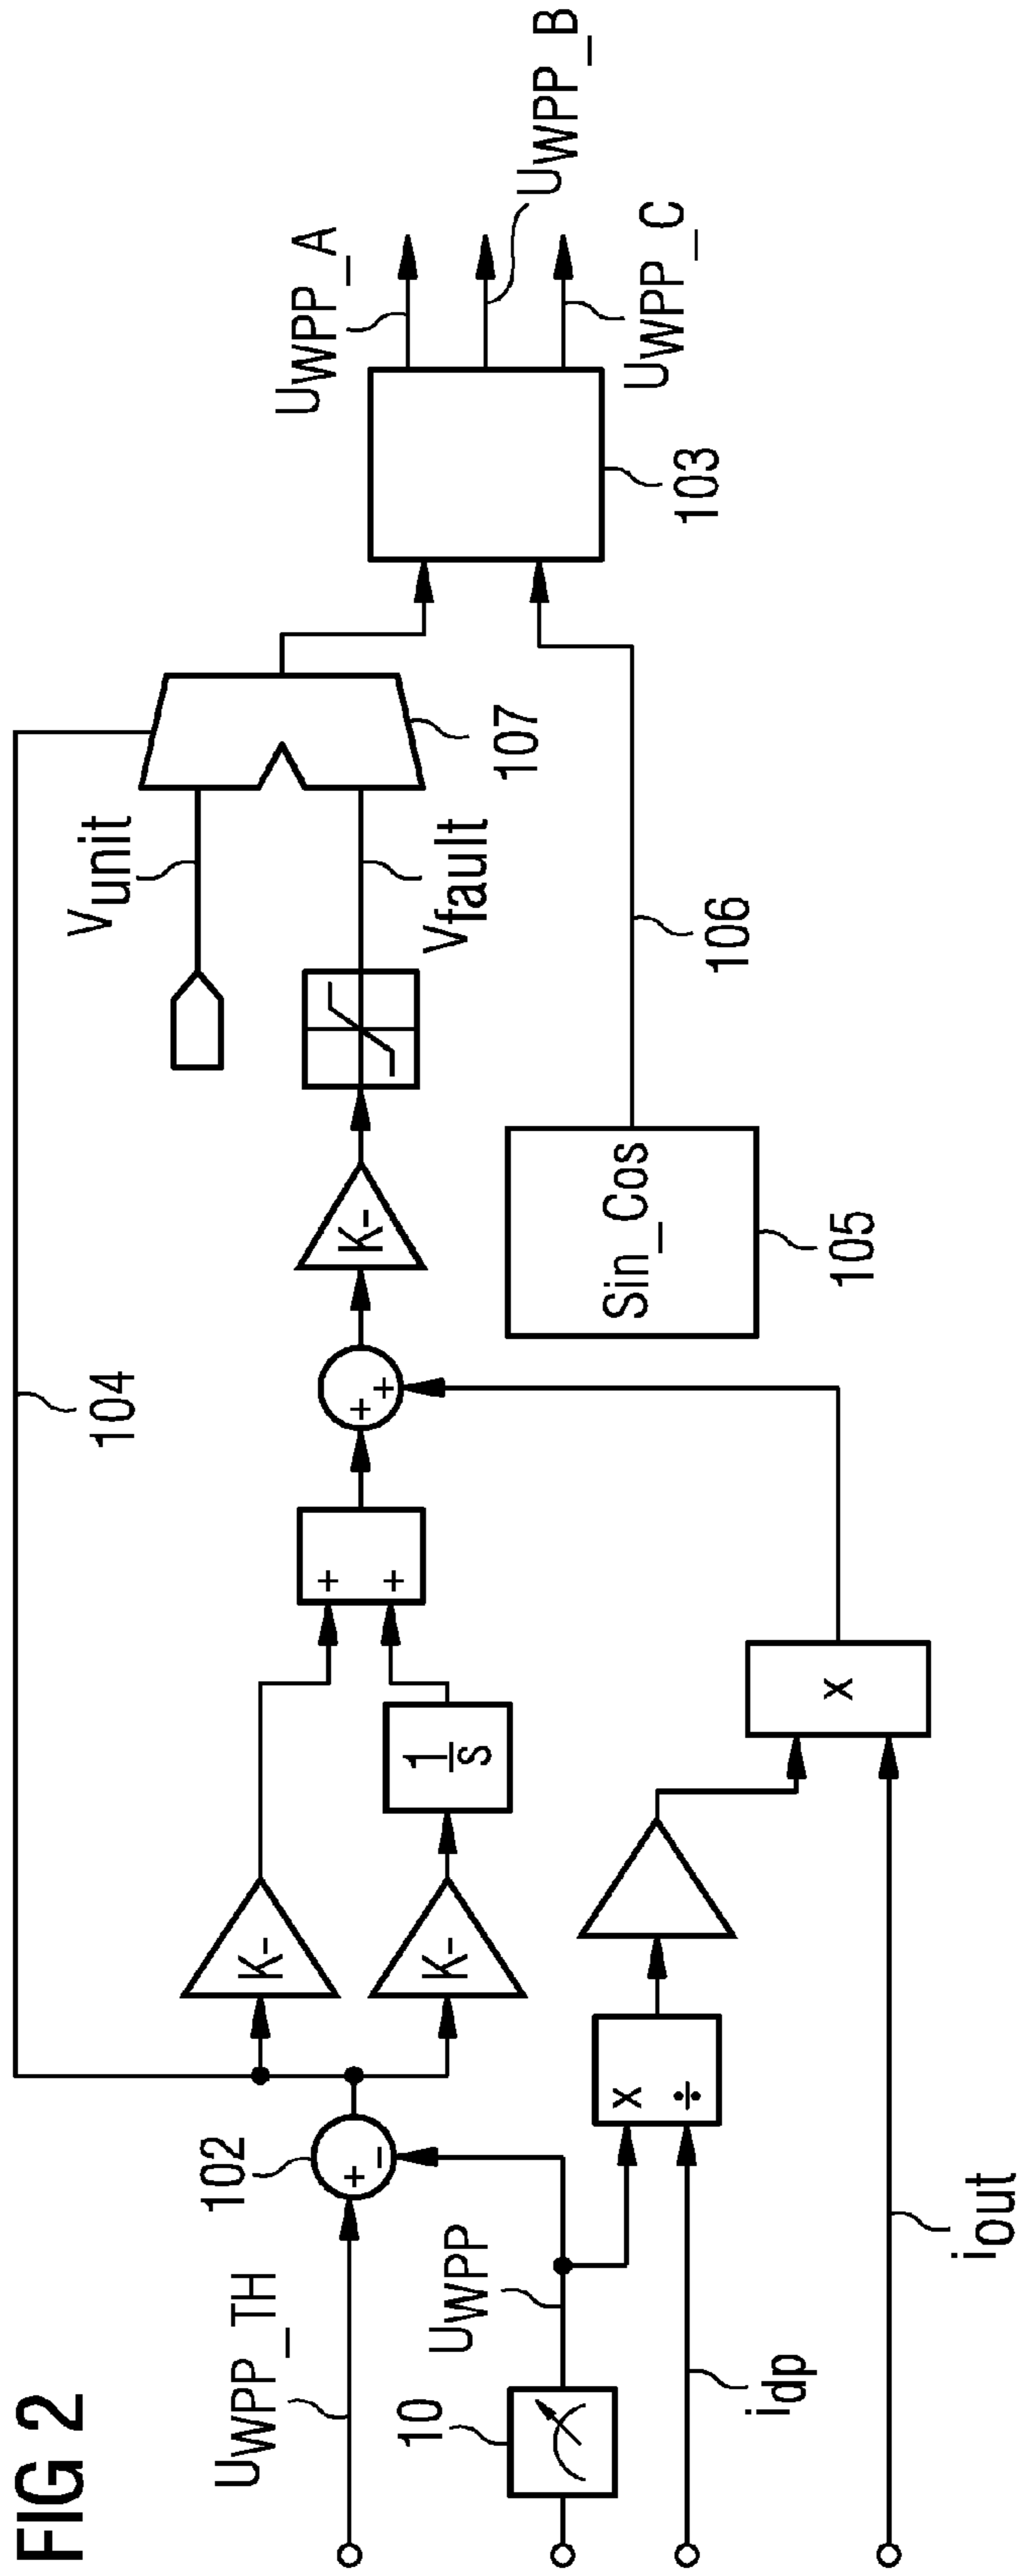 FIG 2
104
UWPP_TH
102
+
-
K-
K-
1
s
+
+
+
+
K-
Vunit
Vfault
107
UWPP_A
UWPP_B
UWPP_C
103
10
UWPP
idp
iout
x
÷
x
Sin_Cos
105
106